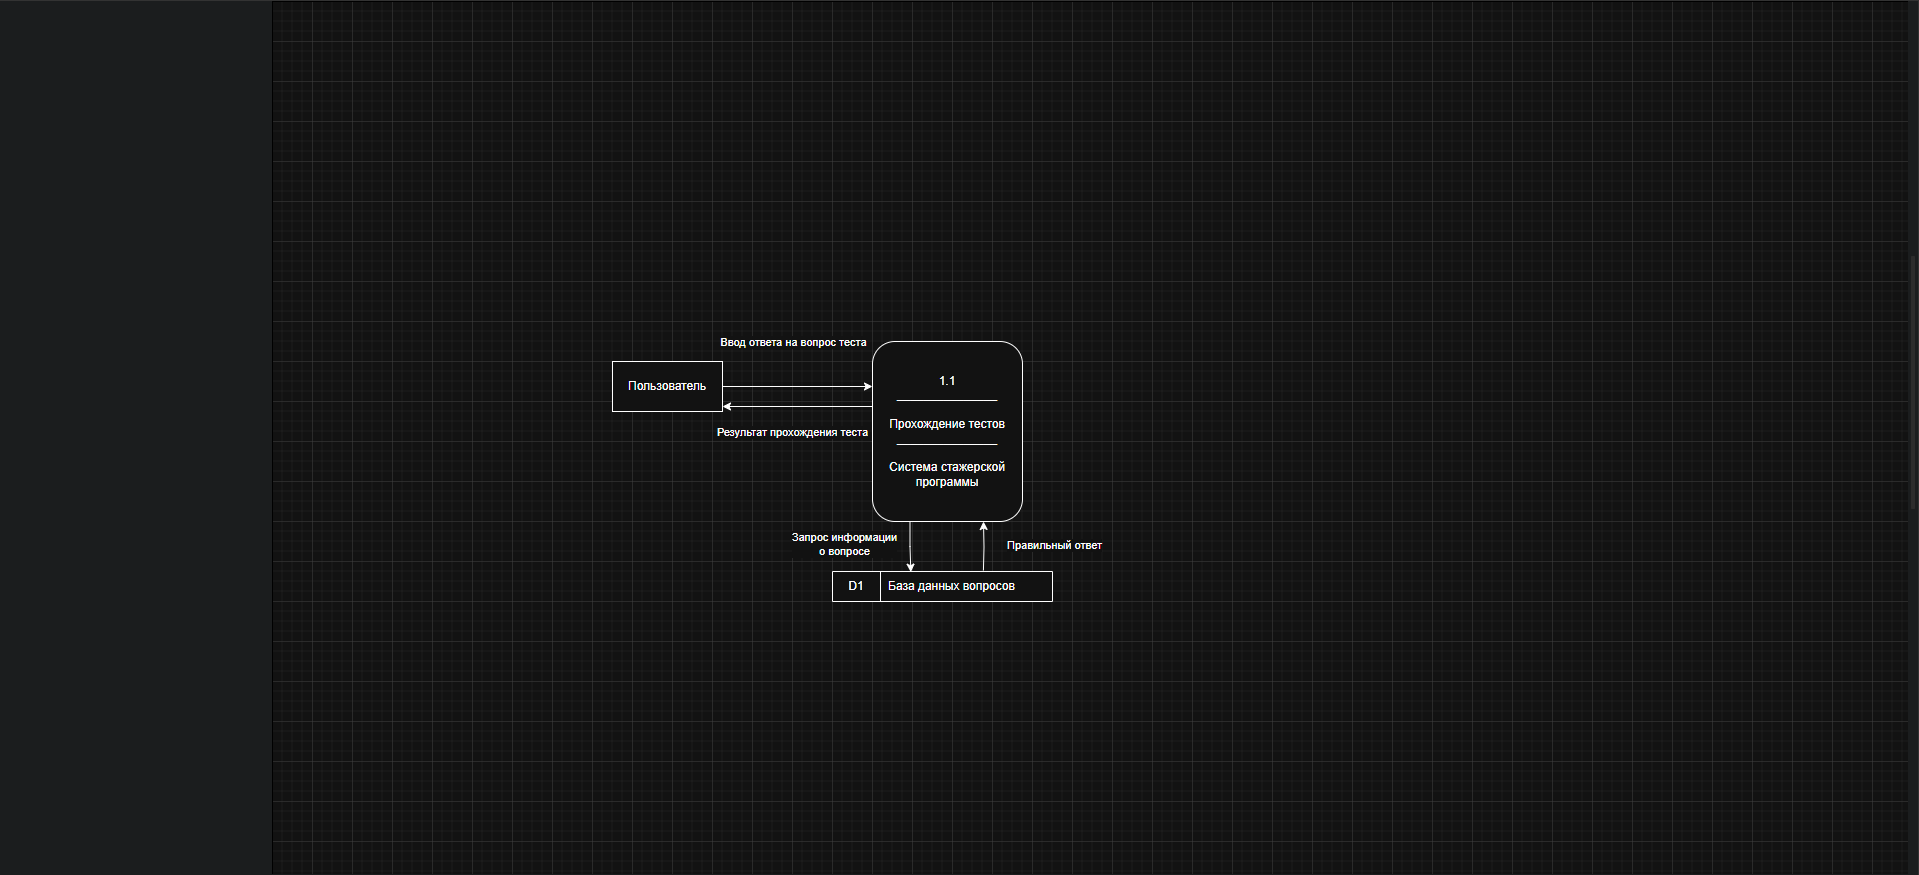 Ввод ответа на вопрос теста
Пользователь
Результат прохождения теста
1.1
Прохождение тестов
Система стажерской
программы
Запрос информации
о вопросе
Правильный ответ
D1
База данных вопросов